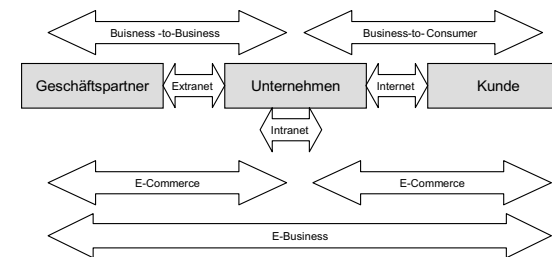 Buisness -to-Business
Business-to- Consumer
Geschäftspartner
Extranet
Unternehmen
Internet
Kunde
Intranet
E-Commerce
E-Commerce
E-Business